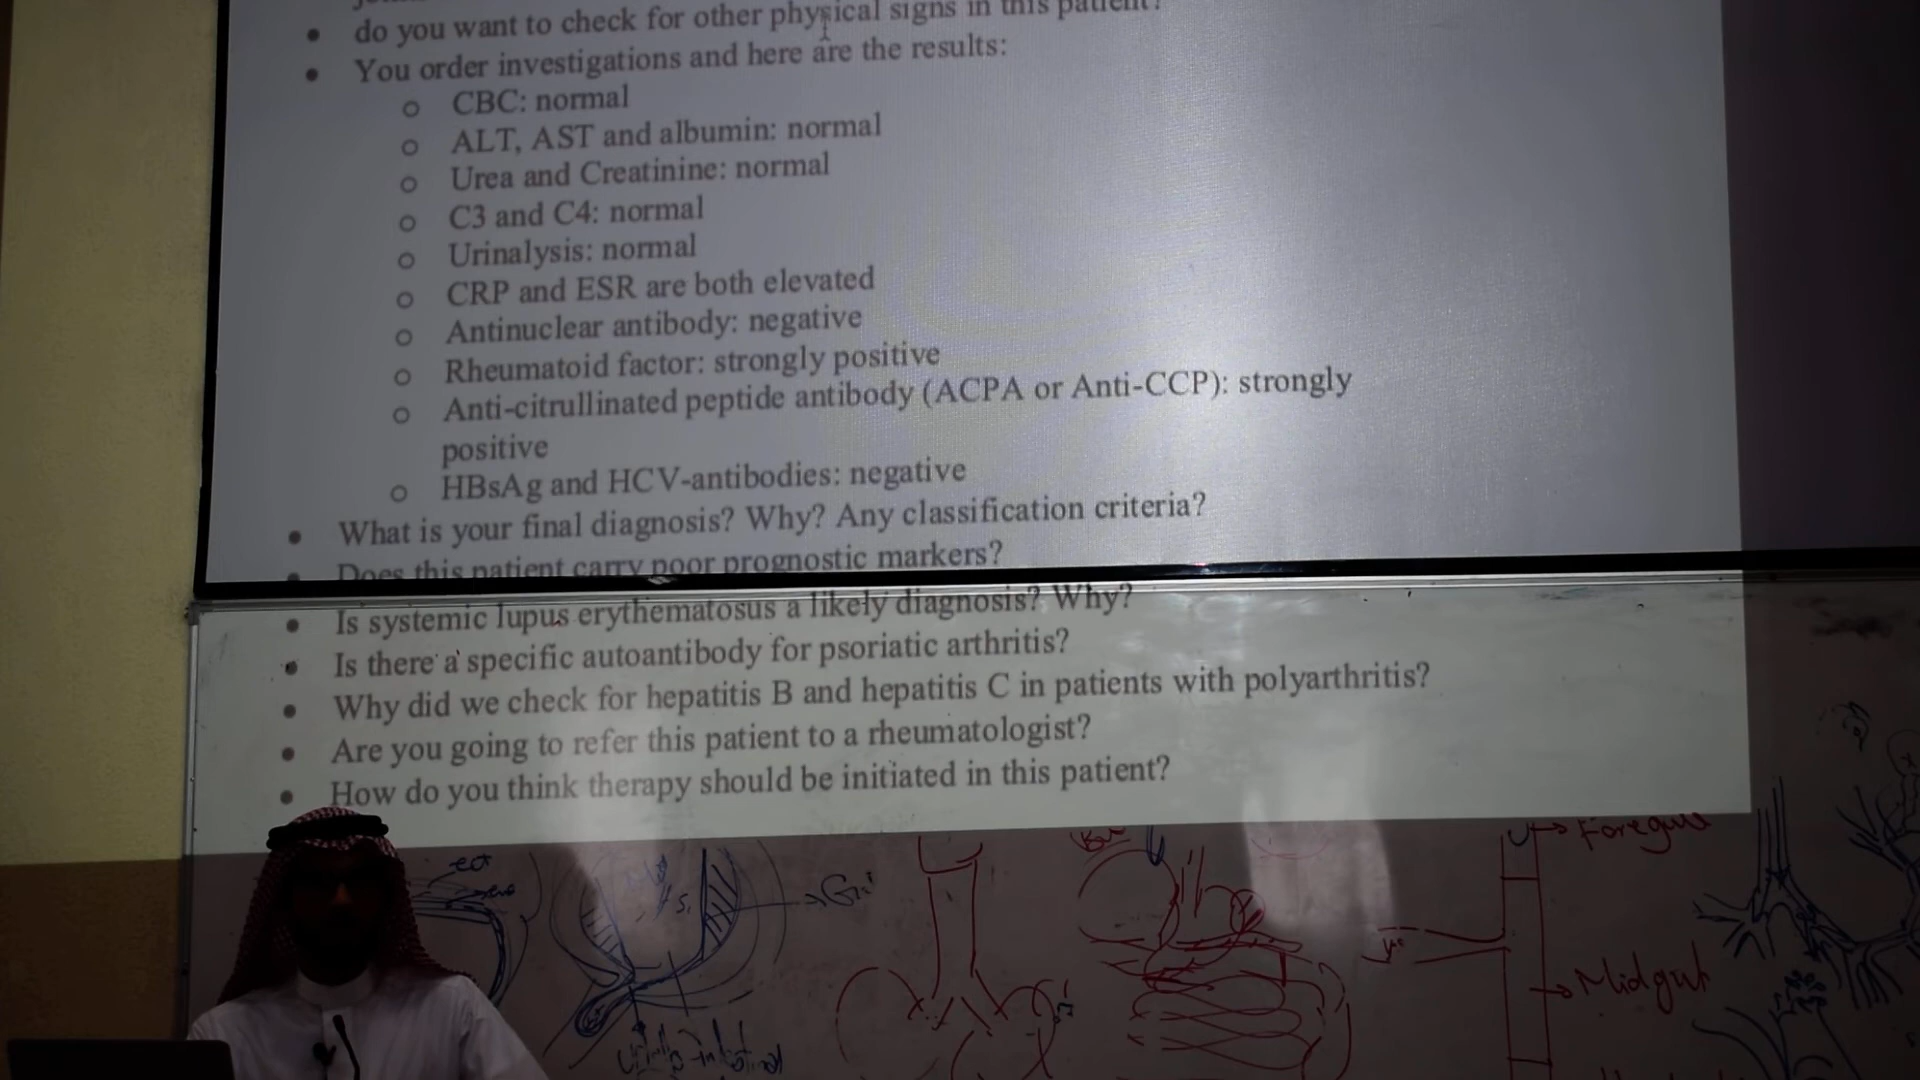 do you want to check for other physical signs in this patient?
You order investigations and here are the results:
CBC: normal
ALT, AST and albumin: normal
Urea and Creatinine: normal
C3 and C4: normal
Urinalysis: normal
CRP and ESR are both elevated
Antinuclear antibody: negative
Rheumatoid factor: strongly positive
Anti-citrullinated peptide antibody (ACPA or Anti-CCP): strongly
positive
HBsAg and HCV-antibodies: negative
What is your final diagnosis? Why? Any classification criteria?
Does this patient carry poor prognostic markers?
Is systemic lupus erythematosus a likely diagnosis? Why?
Is there a specific autoantibody for psoriatic arthritis?
Why did we check for hepatitis B and hepatitis C in patients with polyarthritis?
Are you going to refer this patient to a rheumatologist?
How do you think therapy should be initiated in this patient?
Foregut
Midgut